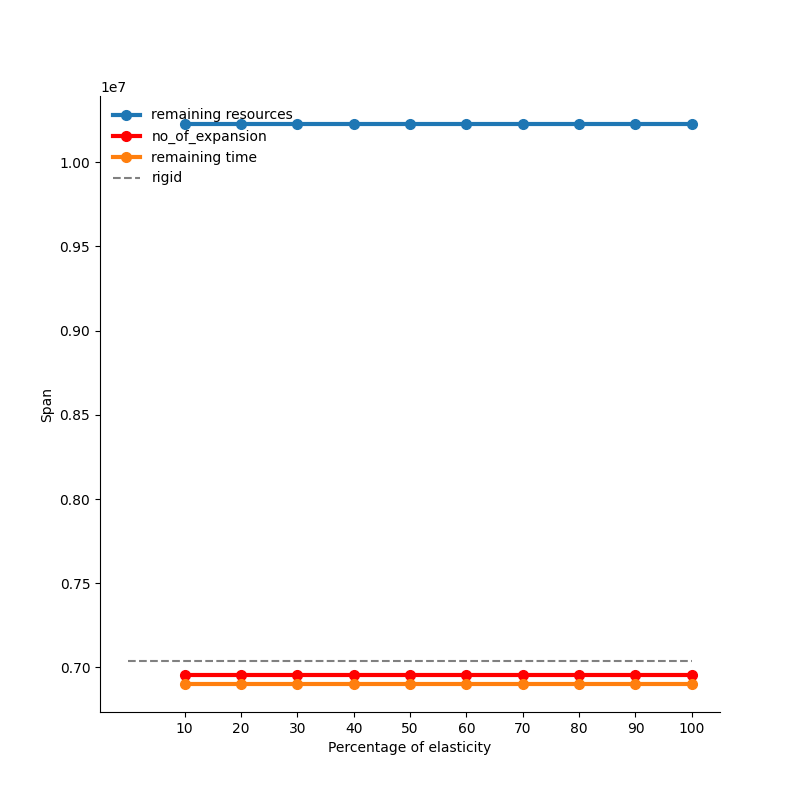 1e7
remaining resources
no_of_expansion
remaining time
rigid
1.00
0.95
0.90
0.85
0.80
0.75
0.70
Span
10 20 30 40 50 60 70 80 90 100
Percentage of elasticity